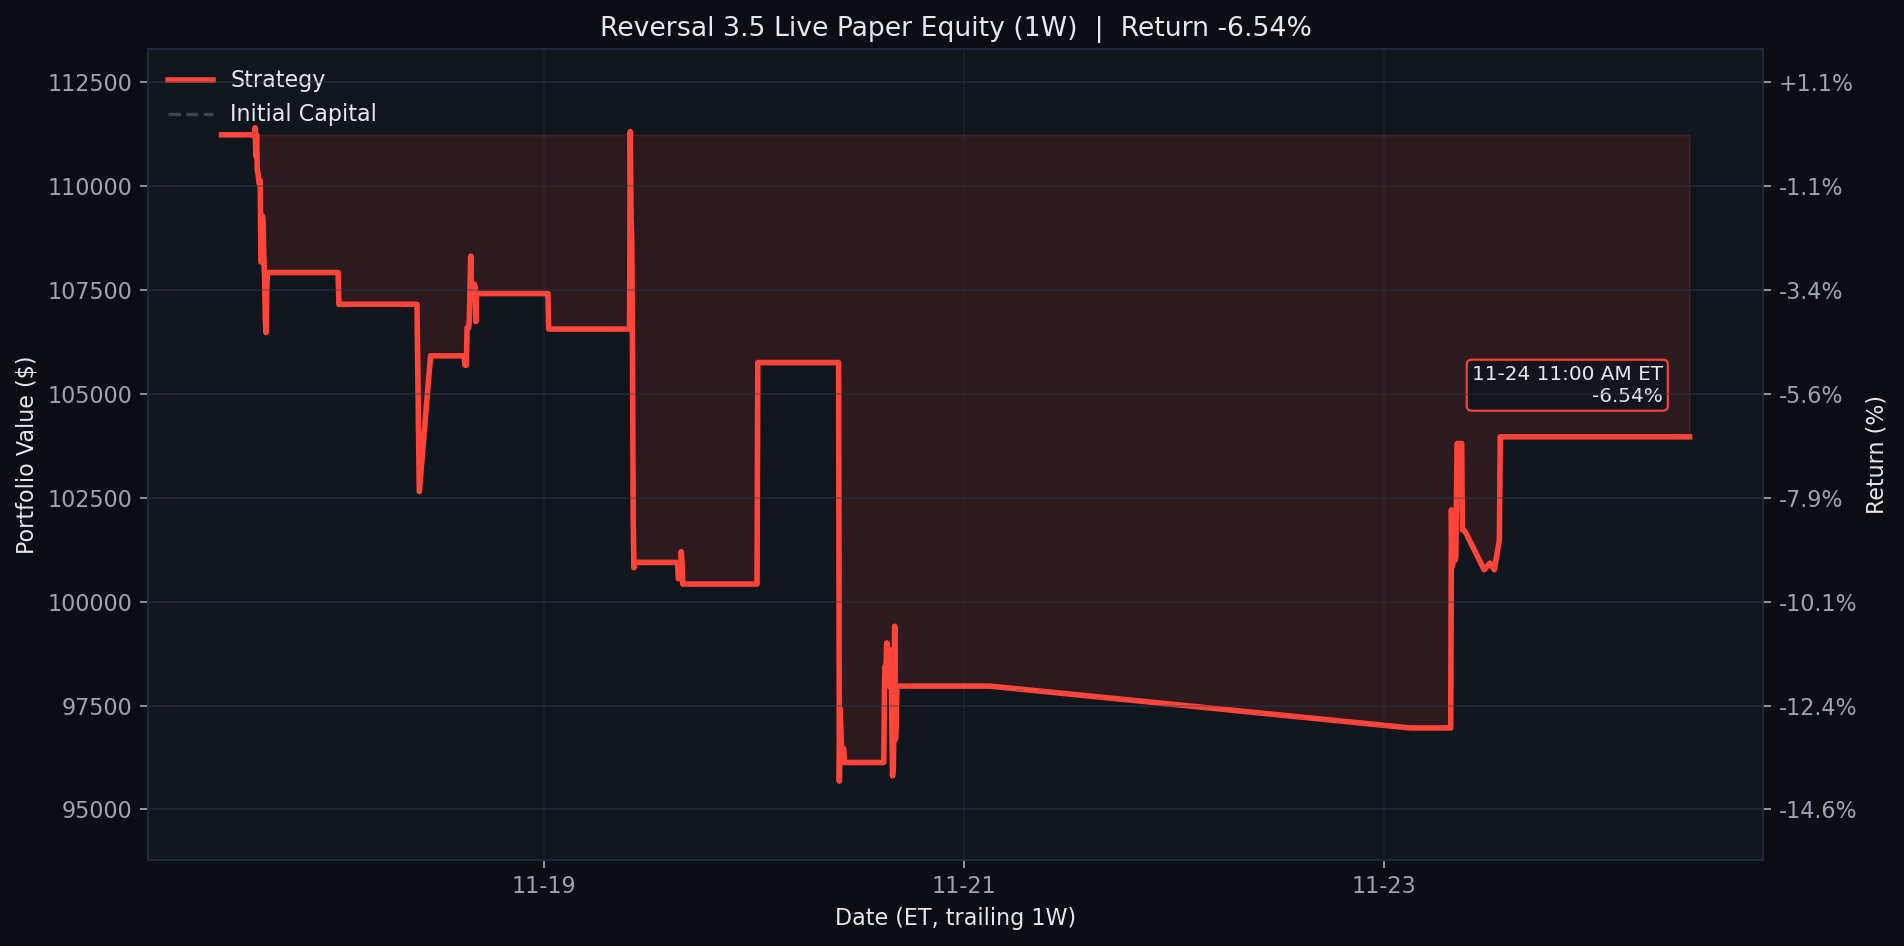 Reversal 3.5 Live Paper Equity (1W)  |  Return -6.54%
Strategy
Initial Capital
Portfolio Value ($)
112500
110000
107500
105000
102500
100000
97500
95000
+1.1%
-1.1%
-3.4%
-5.6%
-7.9%
-10.1%
-12.4%
-14.6%
Return (%)
11-24 11:00 AM ET
-6.54%
11-19
11-21
11-23
Date (ET, trailing 1W)